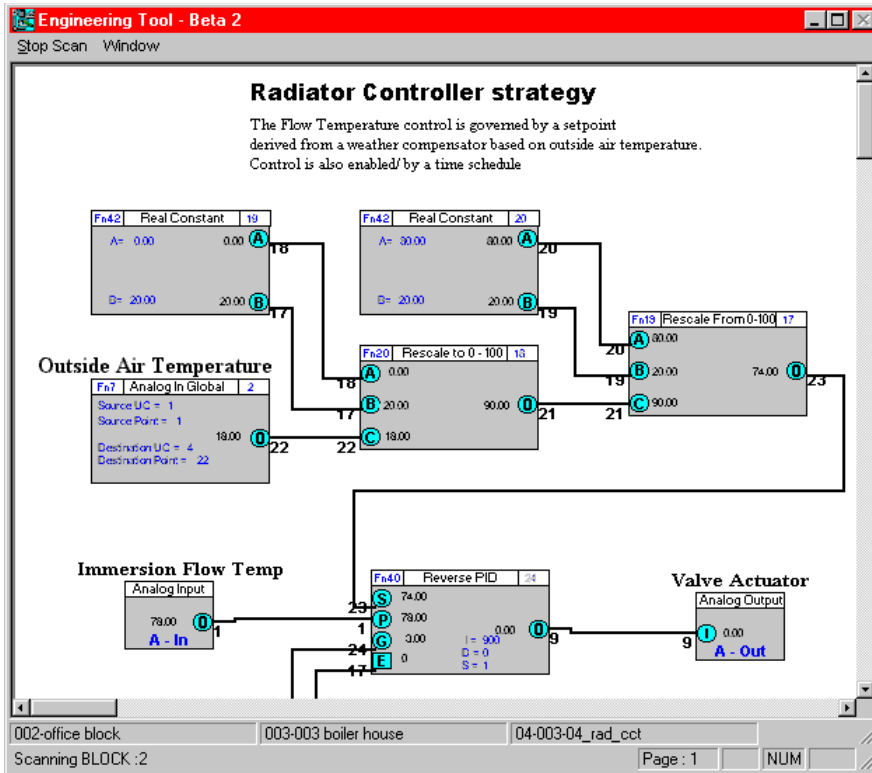 Engineering Tool - Beta 2
Stop Scan Window
Radiator Controller strategy
The Flow Temperature control is governed by a setpoint
derived from a weather compensator based on outside air temperature.
Control is also enabled/ by a time schedule
Fn42 Real Constant 19
A= 0.00 0.00 A
18
B= 20.00 20.00 B
17
Fn42 Real Constant 20
A= 80.00 80.00 A
20
B= 20.00 20.00 B
19
Fn19 Rescale From 0-100 17
20 A 80.00
19 B 20.00 74.00 O 23
21 C 90.00
Fn20 Rescale to 0 - 100 18
18 A 0.00
17 B 20.00 90.00 O 21
22 C 18.00
Outside Air Temperature
Fn7 Analog In Global 2
Source UC = 1
Source Point = 1
18.00 O 22
Destination UC = 4
Destination Point = 22
Immersion Flow Temp
Analog Input
78.00 O 1
A - In
Fn40 Reverse PID 24
23 S 74.00
1 P 78.00
0.00 O 9
24 G 3.00 I = 900
D = 0
17 E 0 S = 1
Valve Actuator
Analog Output
9 I 0.00
A - Out
002-office block 003-003 boiler house 04-003-04_rad_cct
Scanning BLOCK :2 Page : 1 NUM